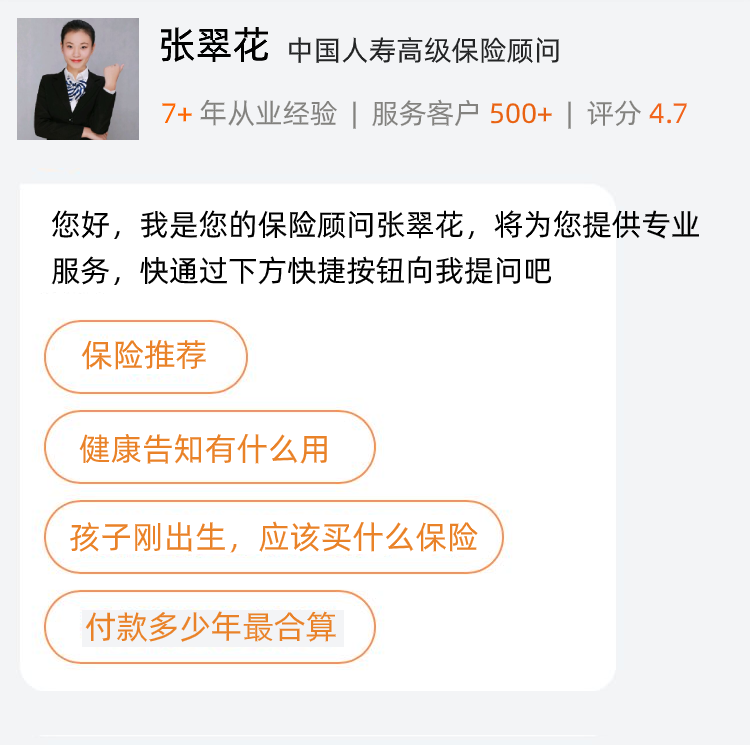 张翠花 中国人寿高级保险顾问
7+ 年从业经验 | 服务客户 500+ | 评分 4.7
您好，我是您的保险顾问张翠花，将为您提供专业
服务，快通过下方快捷按钮向我提问吧
保险推荐
健康告知有什么用
孩子刚出生，应该买什么保险
付款多少年最合算